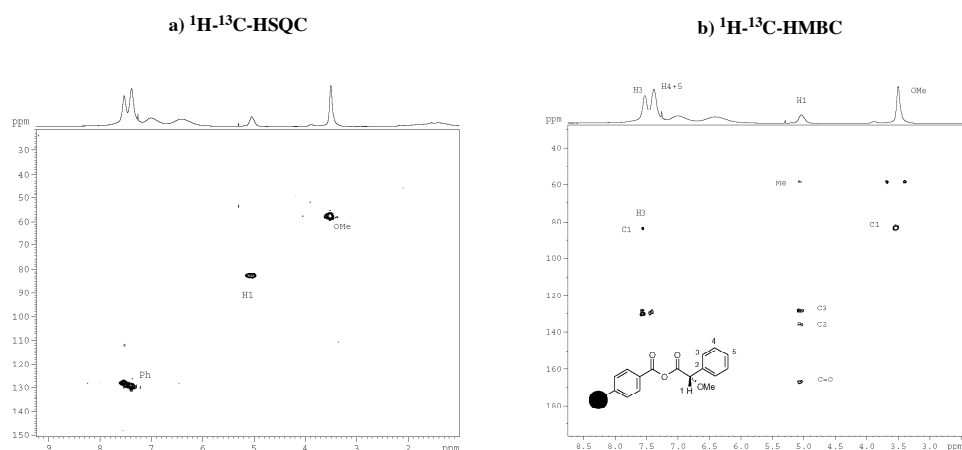 a) ¹H-¹³C-HSQC
ppm
30
40
50
60
70
80
90
100
110
120
130
140
150
OMe
H1
Ph
9 8 7 6 5 4 3 2 ppm
b) ¹H-¹³C-HMBC
H3
H4+5
H1
OMe
ppm
40
60
80
100
120
140
160
180
Me
H3
C1
C1
C3
C2
C=O
O O
O
OMe
1 H
2
3
4
5
8.5 8.0 7.5 7.0 6.5 6.0 5.5 5.0 4.5 4.0 3.5 3.0 ppm